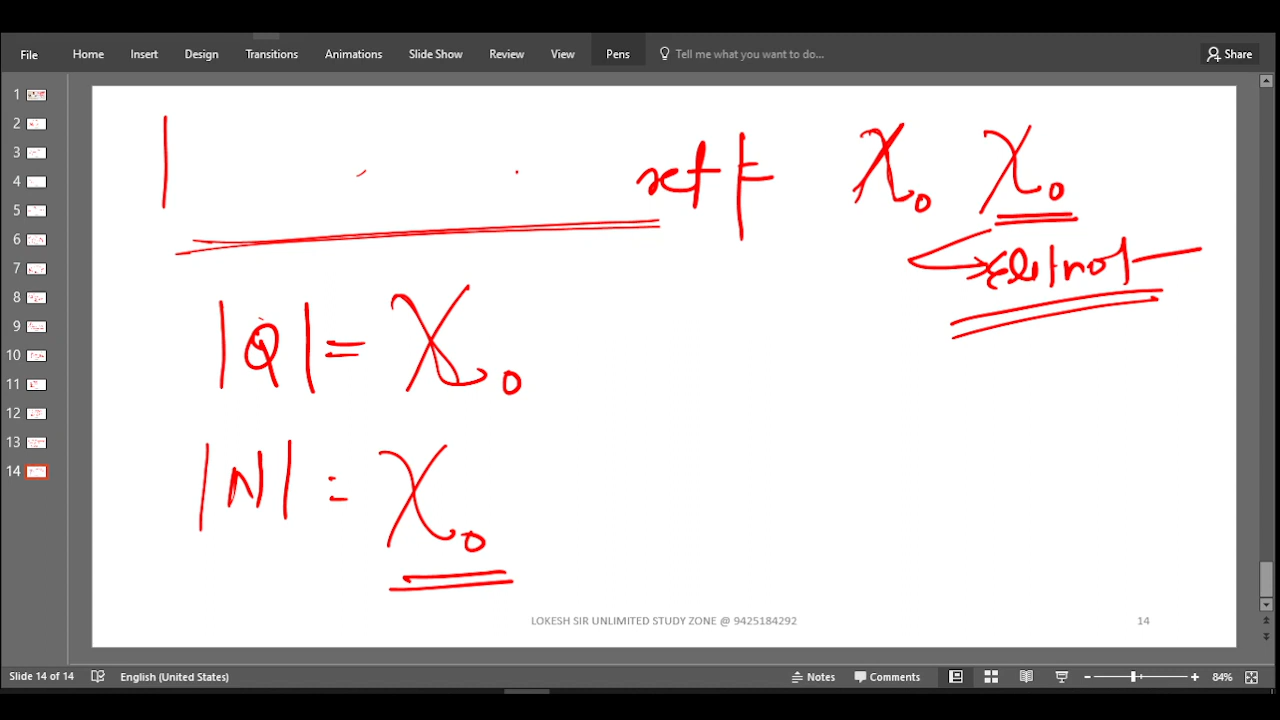 File Home Insert Design Transitions Animations Slide Show Review View Pens Tell me what you want to do... Share
1
2
3
4
5
6
7
8
9
10
11
12
13
14
set χ₀ χ₀
|Q| = χ₀
|N| = χ₀
LOKESH SIR UNLIMITED STUDY ZONE @ 9425184292 14
Slide 14 of 14 English (United States) Notes Comments 84%